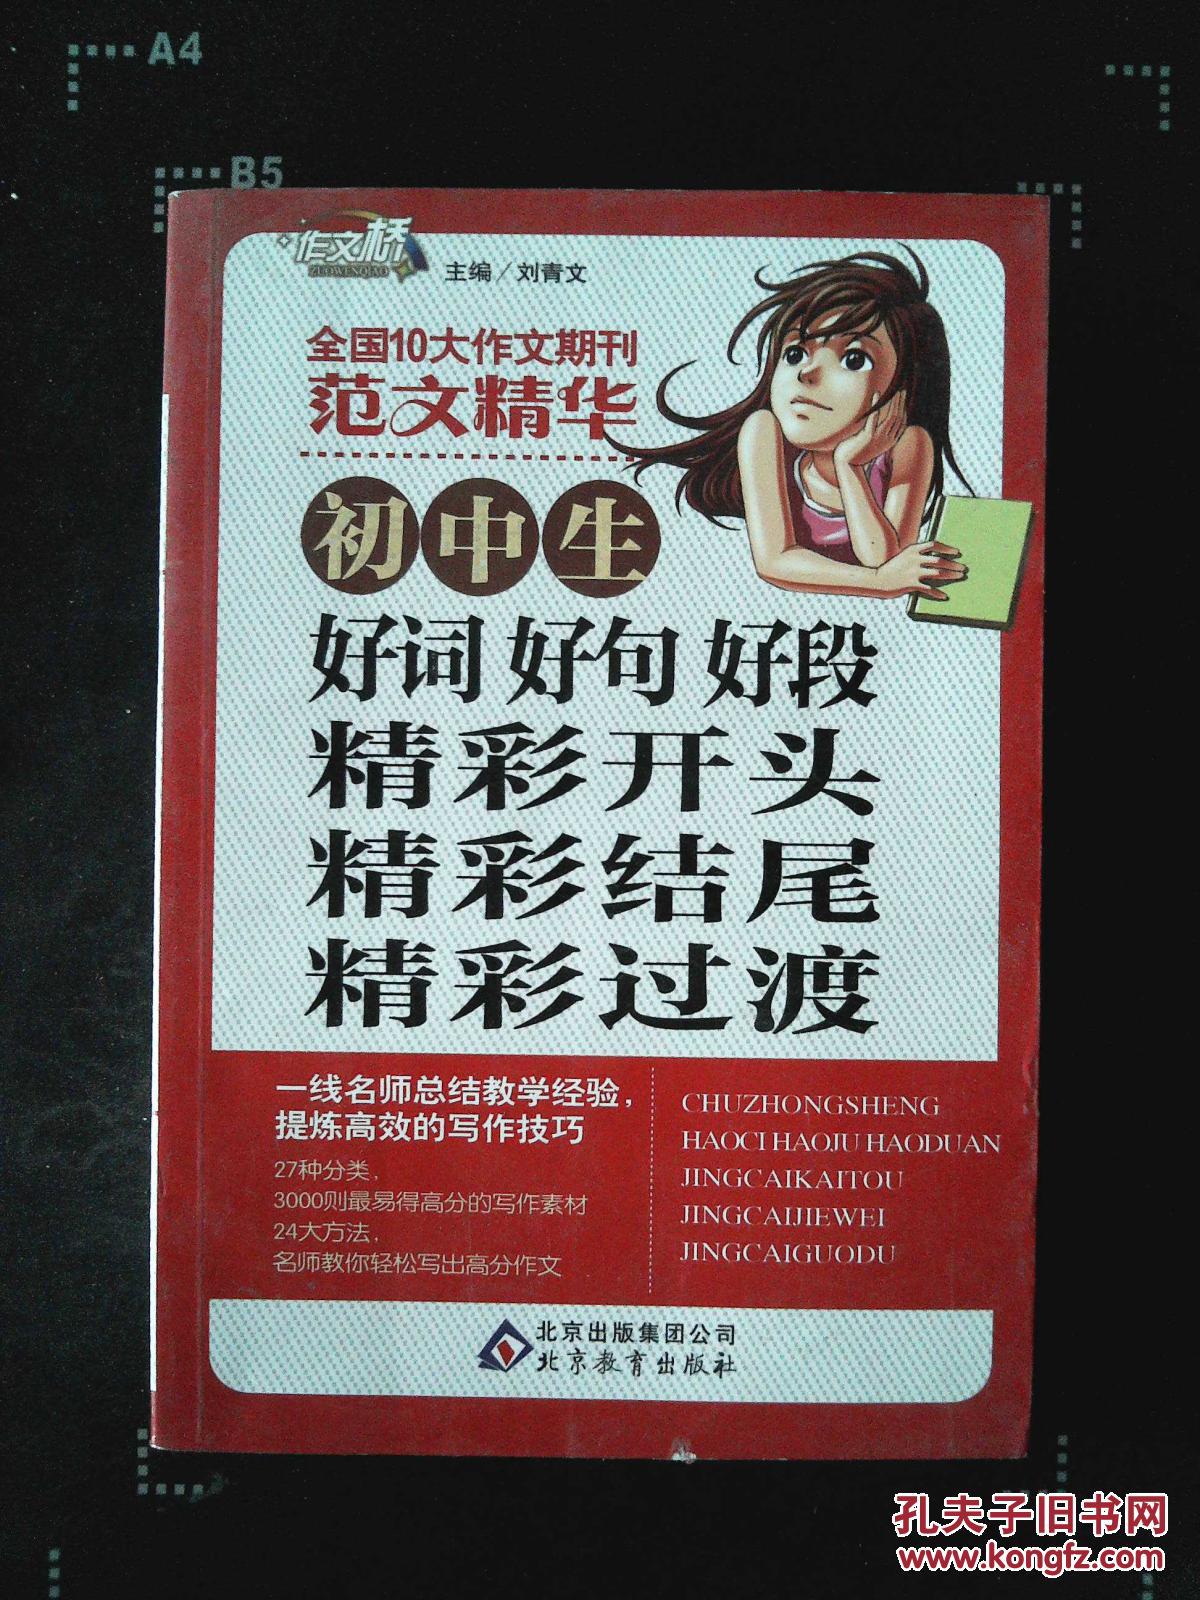 A4
B5
作文桥
ZUOWENQIAO
主编/刘青文
全国10大作文期刊
范文精华
初中生
好词 好句 好段
精彩开头
精彩结尾
精彩过渡
一线名师总结教学经验，
提炼高效的写作技巧
27种分类，
3000则最易得高分的写作素材
24大方法，
名师教你轻松写出高分作文
CHUZHONGSHENG
HAOCI HAOJU HAODUAN
JINGCAIKAITOU
JINGCAIJIEWEI
JINGCAIGUODU
北京出版集团公司
北京教育出版社
孔夫子旧书网
www.kongfz.com